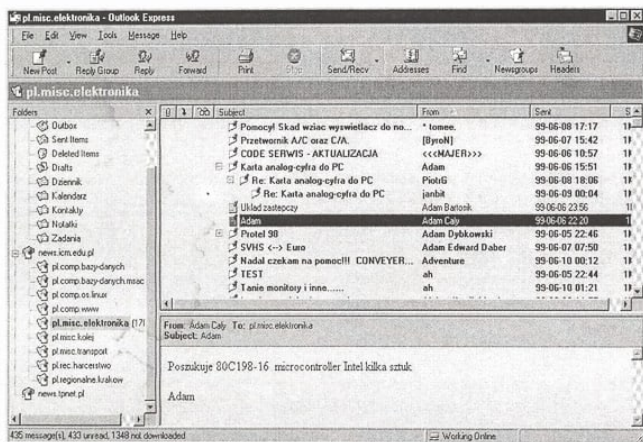 pl.misc.elektronika - Outlook Express
File Edit View Tools Message Help
New Post Reply Group Reply Forward Print Stop Send/Recv Addresses Find Newsgroups Headers
pl.misc.elektronika
Folders
Outbox
Sent Items
Deleted Items
Drafts
Dziennik
Kalendarz
Kontakty
Notatki
Zadania
news.icm.edu.pl
pl.comp.bazy-danych
pl.comp.bazy-danych.msac
pl.comp.os.linux
pl.comp.www
pl.misc.elektronika (171
pl.misc.kolej
pl.misc.transport
pl.rec.harcerstwo
pl.regionalne.krakow
news.tpnet.pl
Subject From Sent S
Pomocy! Skad wziac wyswietlacz do no... * tomee. 99-06-08 17:17
Przetwornik A/C oraz C/A. [ByroN] 99-06-07 15:42
CODE SERWIS - AKTUALIZACJA <<<MAJER>>> 99-06-06 10:57
Karta analog-cyfra do PC Adam 99-06-06 15:51
Re: Karta analog-cyfra do PC PiotrG 99-06-08 18:06
Re: Karta analog-cyfra do PC janbit 99-06-09 00:04
Uklad zastepczy Adam Bartosik 99-06-06 23:56
Adam Adam Caly 99-06-06 22:20
Protel 98 Adam Dybkowski 99-06-05 22:46
SVHS <--> Euro Adam Edward Daber 99-06-07 07:50
Nadal czekam na pomoc!!! CONVEYER... Adventure 99-06-10 00:12
TEST ah 99-06-05 22:44
Tanie monitory i inne...... ah 99-06-10 01:21
From: Adam Caly To: pl.misc.elektronika
Subject: Adam
Poszukuje 80C198-16 microcontroller Intel kilka sztuk
Adam
435 message(s), 433 unread, 1348 not downloaded Working Online